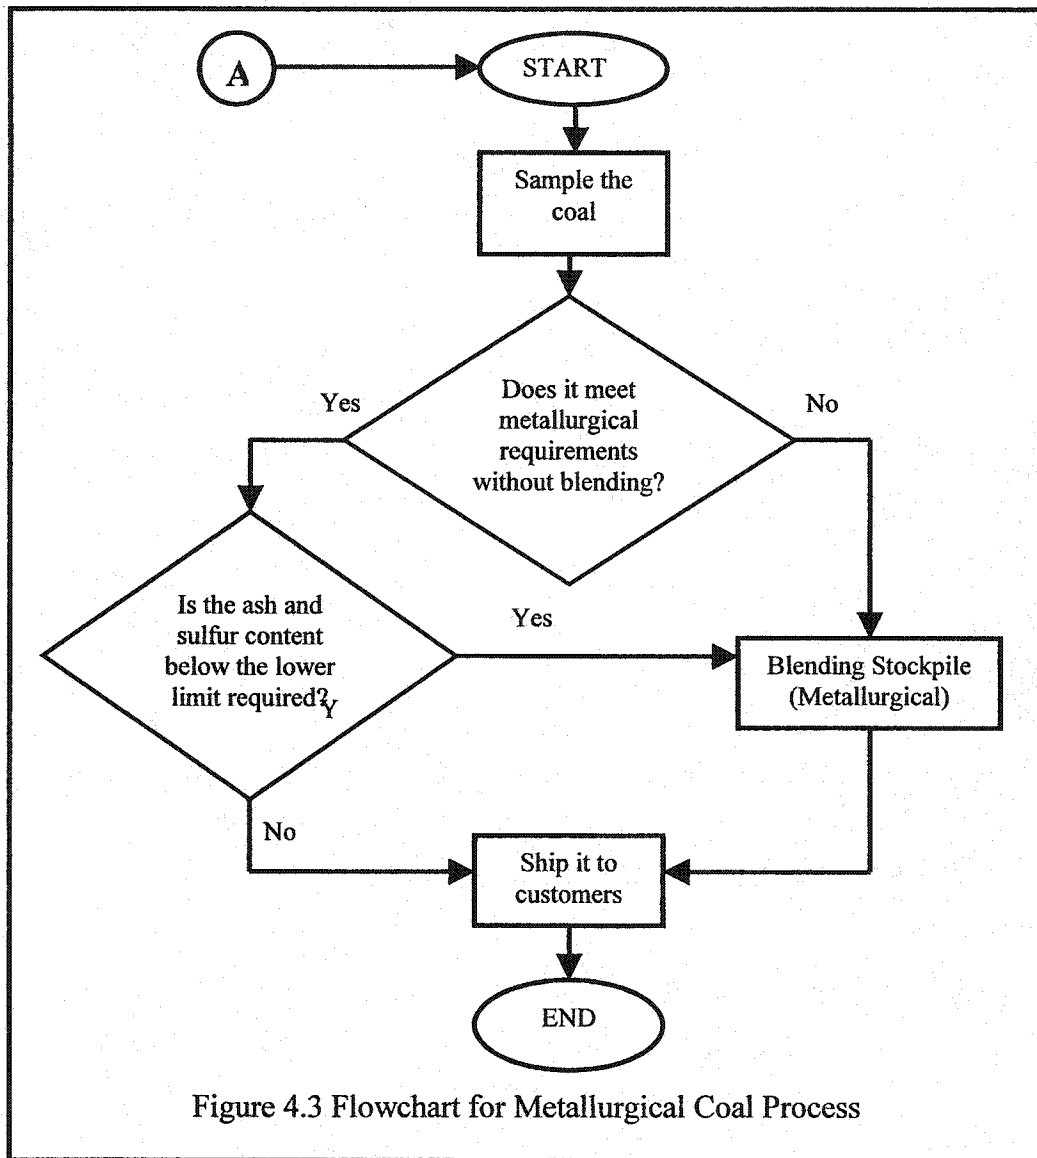 A
START
Sample the
coal
Does it meet
metallurgical
requirements
without blending?
Yes
No
Is the ash and
sulfur content
below the lower
limit required?
Y
Yes
Blending Stockpile
(Metallurgical)
No
Ship it to
customers
END
Figure 4.3 Flowchart for Metallurgical Coal Process